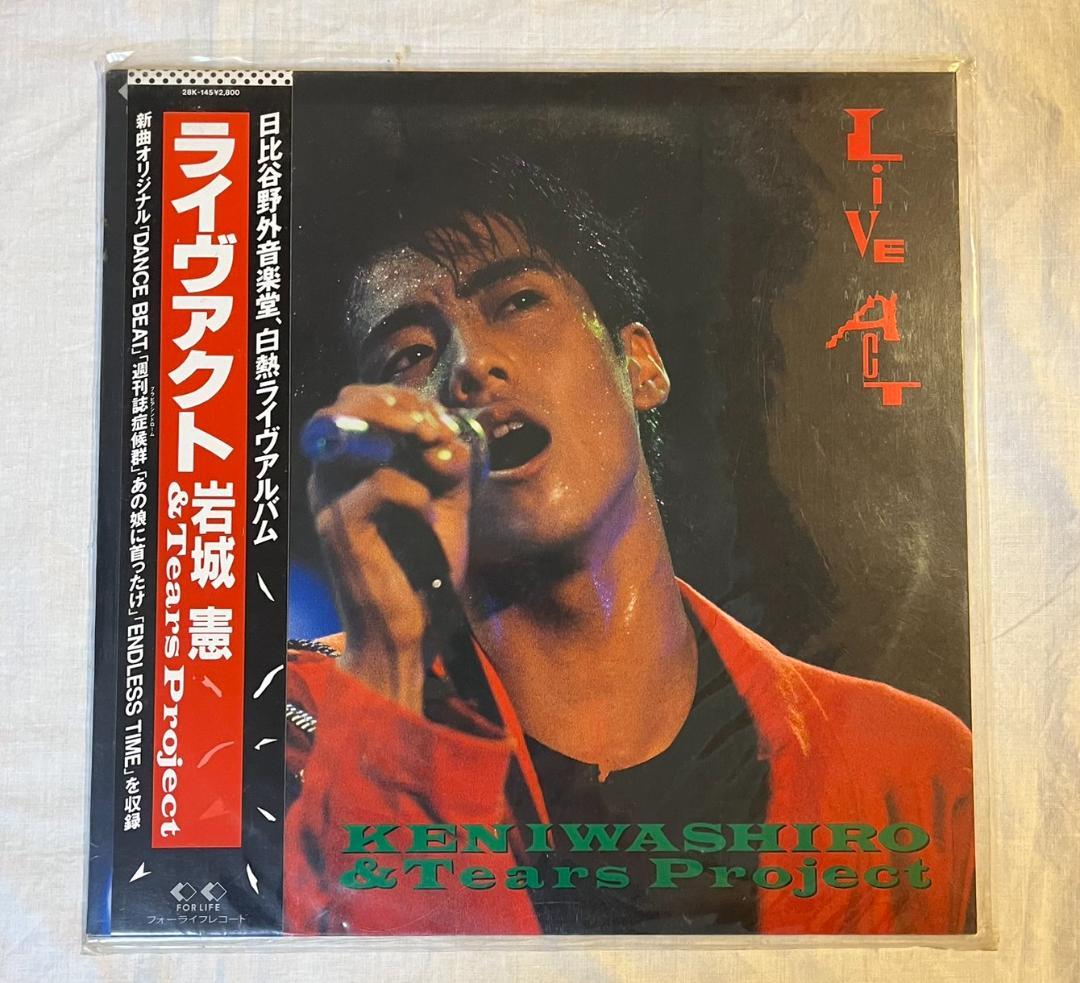 28K-145¥2,800
日比谷野外音楽堂、白熱ライヴアルバム
ライヴアクト
岩城 憲
&Tears Project
新曲オリジナル「DANCE BEAT」「週刊誌症候群」「あの娘に首ったけ」「ENDLESS TIME」を収録
FOR LIFE
フォーライフレコード
LiVE
ACT
KEN IWASHIRO
&Tears Project